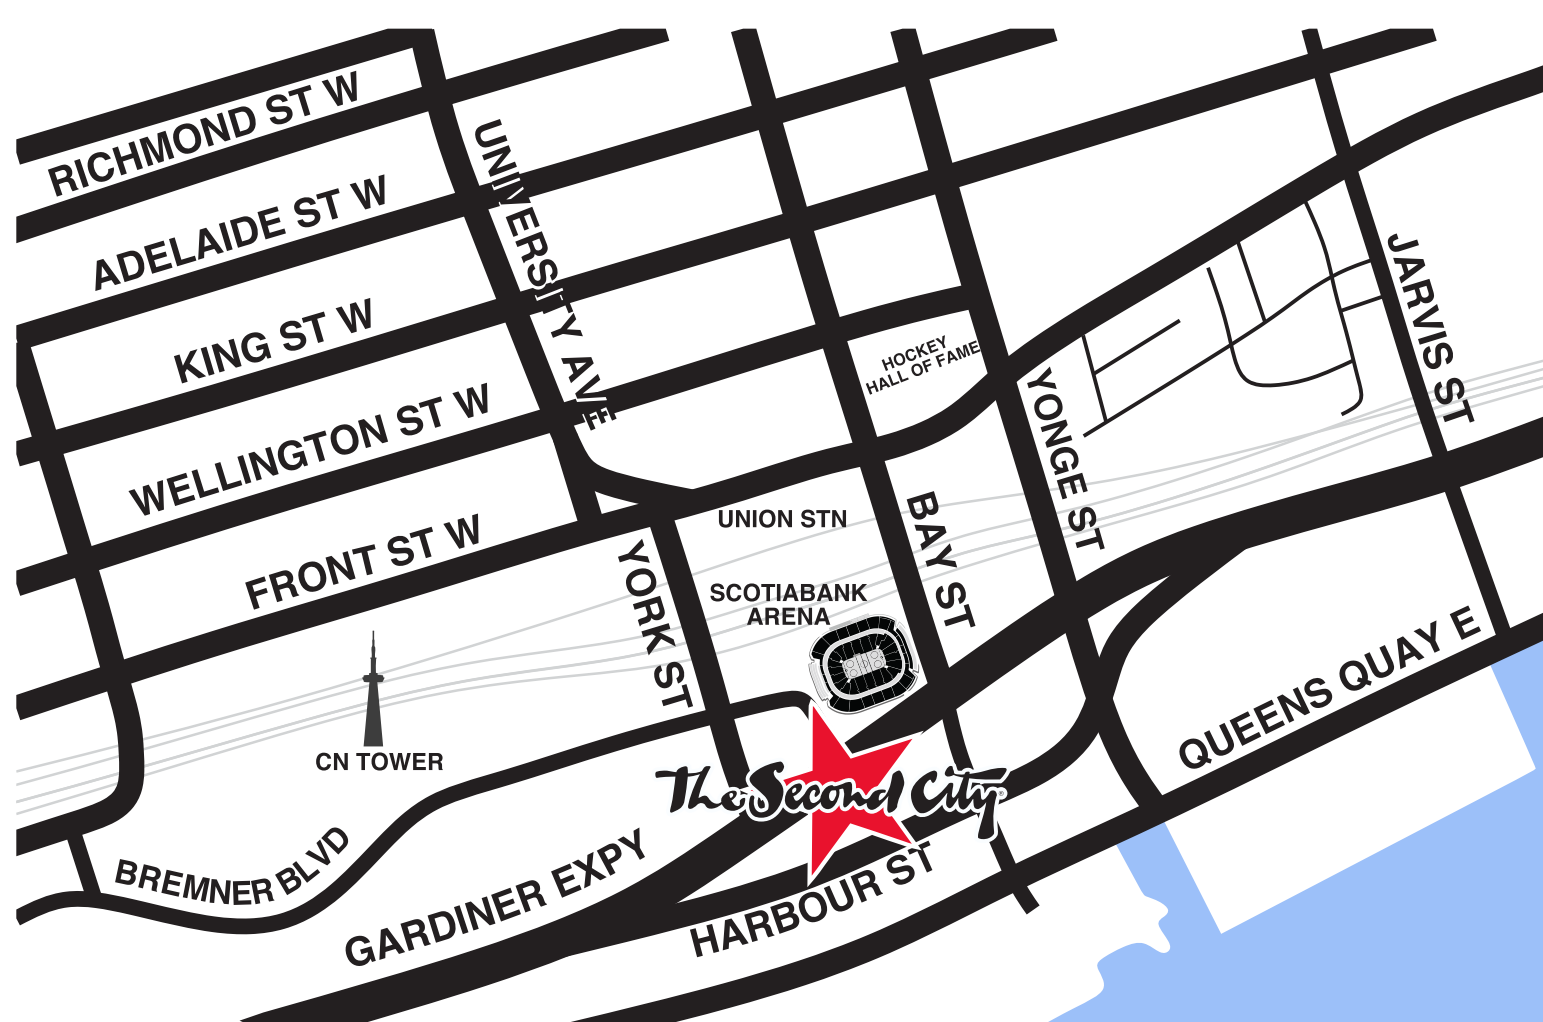 RICHMOND ST W
ADELAIDE ST W
UNIVERSITY AVE
KING ST W
WELLINGTON ST W
HOCKEY
HALL OF FAME
JARVIS ST
YONGE ST
FRONT ST W
UNION STN
BAY ST
YORK ST
SCOTIABANK
ARENA
CN TOWER
QUEENS QUAY E
The Second City®
BREMNER BLVD
GARDINER EXPY
HARBOUR ST